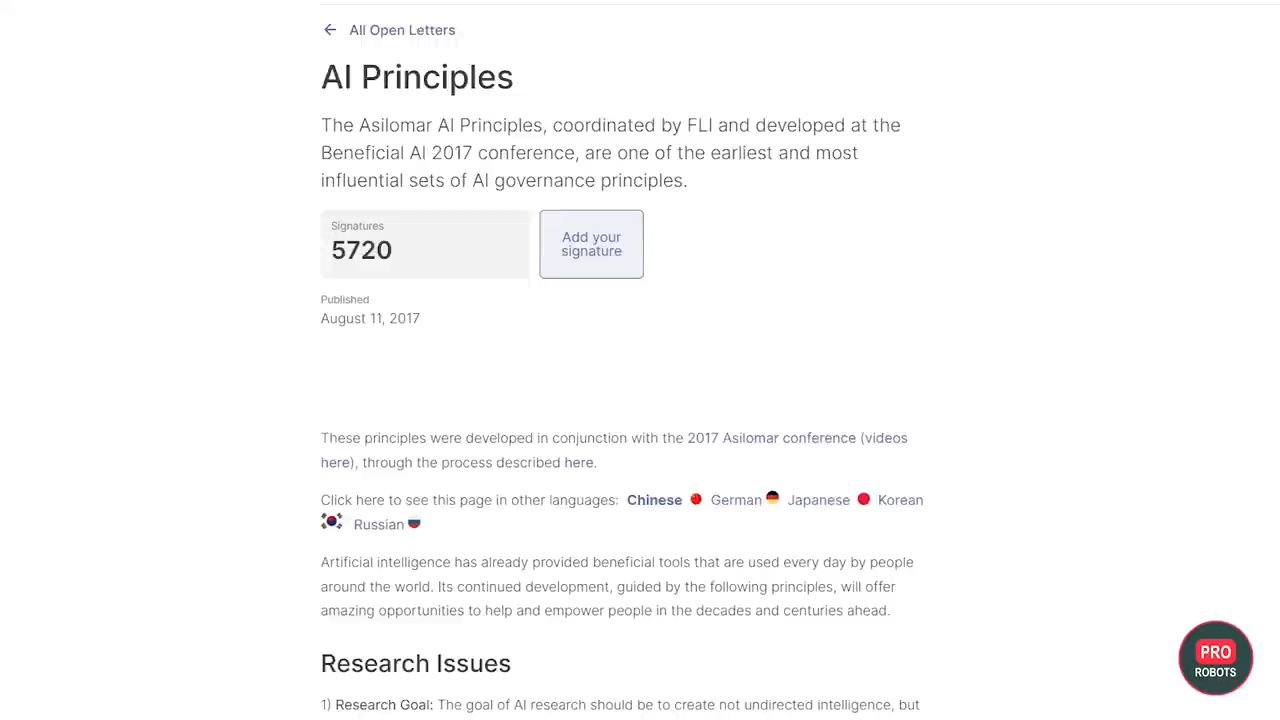 ← All Open Letters
AI Principles
The Asilomar AI Principles, coordinated by FLI and developed at the
Beneficial AI 2017 conference, are one of the earliest and most
influential sets of AI governance principles.
Signatures
5720
Add your
signature
Published
August 11, 2017
These principles were developed in conjunction with the 2017 Asilomar conference (videos
here), through the process described here.
Click here to see this page in other languages: Chinese 🇨🇳 German 🇩🇪 Japanese 🇯🇵 Korean
🇰🇷 Russian 🇷🇺
Artificial intelligence has already provided beneficial tools that are used every day by people
around the world. Its continued development, guided by the following principles, will offer
amazing opportunities to help and empower people in the decades and centuries ahead.
Research Issues
1) Research Goal: The goal of AI research should be to create not undirected intelligence, but
PRO
ROBOTS